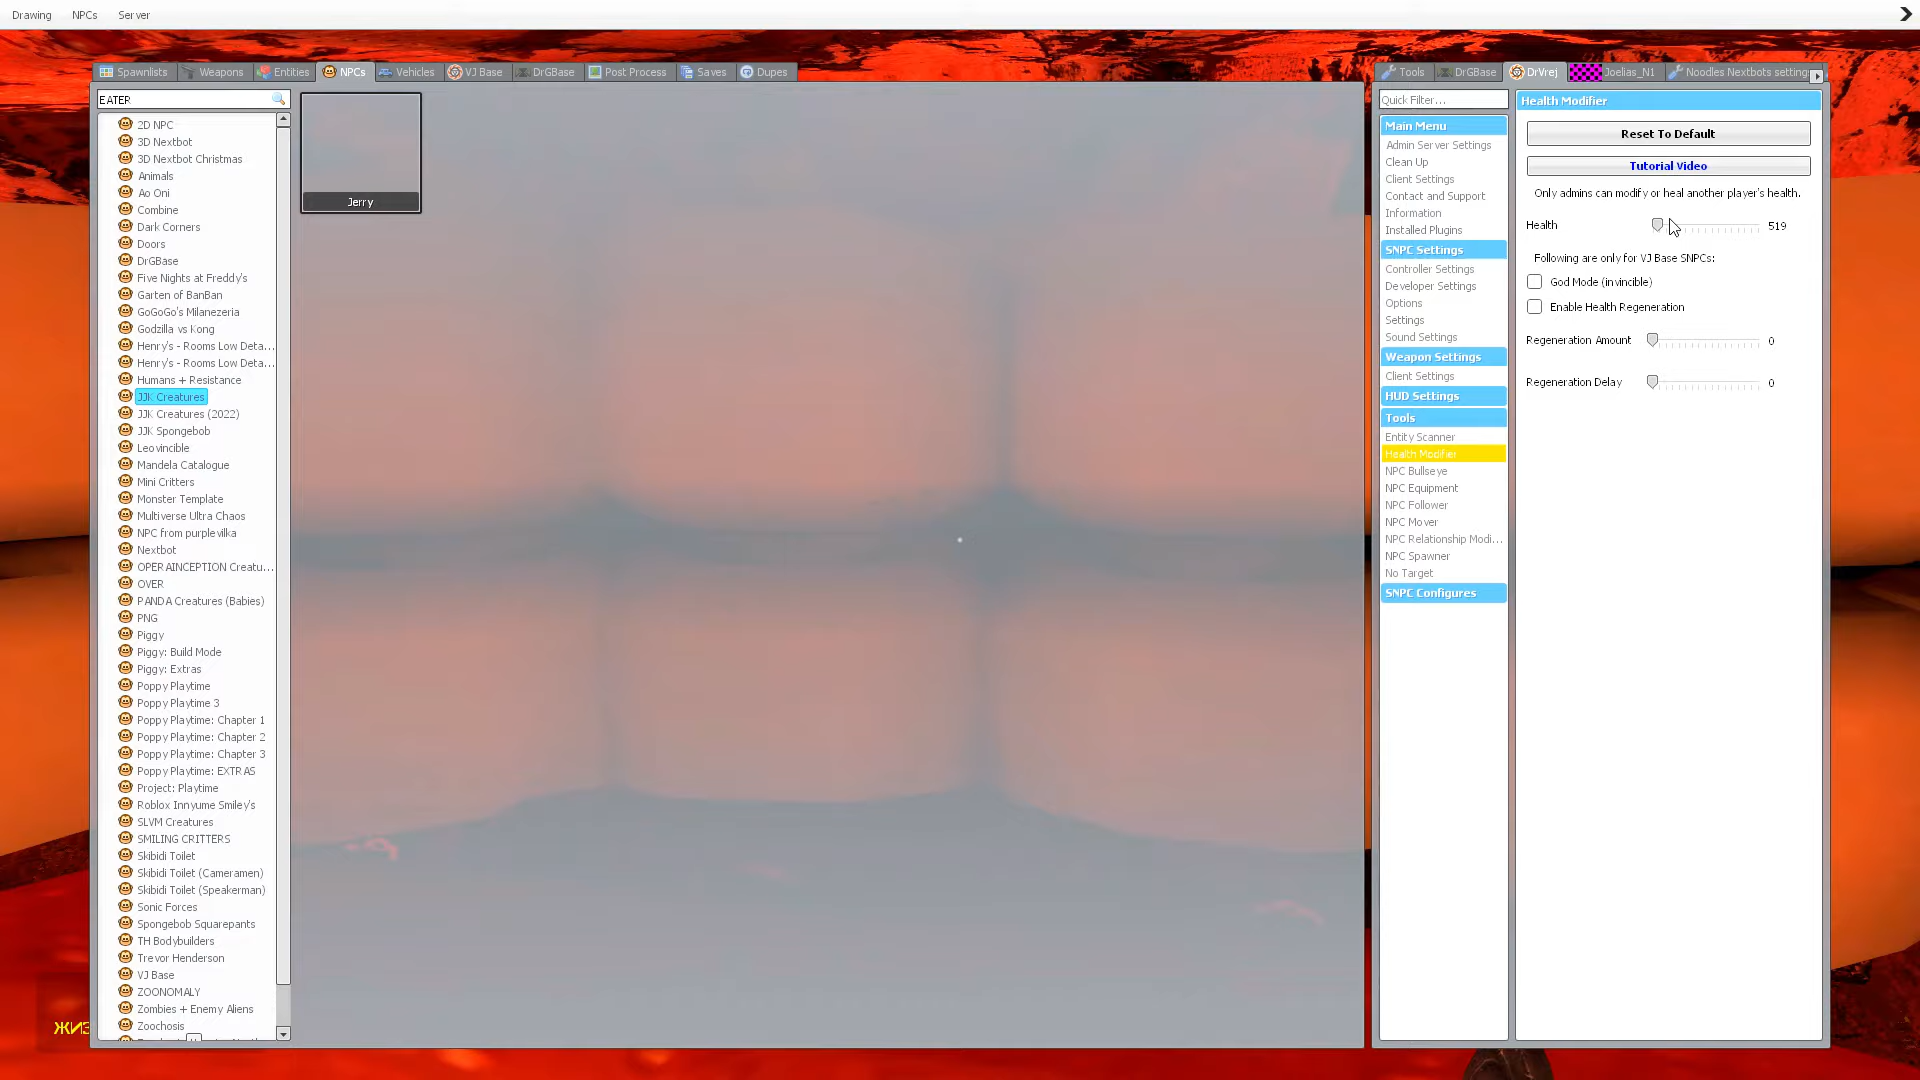 Drawing NPCs Server
Spawnlists Weapons Entities NPCs Vehicles VJ Base DrGBase Post Process Saves Dupes
EATER
2D NPC
3D Nextbot
3D Nextbot Christmas
Animals
Ao Oni
Combine
Dark Corners
Doors
DrGBase
Five Nights at Freddy's
Garten of BanBan
GoGoGo's Milanezeria
Godzilla vs Kong
Henry's - Rooms Low Deta...
Henry's - Rooms Low Deta...
Humans + Resistance
JJK Creatures
JJK Creatures (2022)
JJK Spongebob
Leovincible
Mandela Catalogue
Mini Critters
Monster Template
Multiverse Ultra Chaos
NPC from purplevilka
Nextbot
OPERAINCEPTION Creatu...
OVER
PANDA Creatures (Babies)
PNG
Piggy
Piggy: Build Mode
Piggy: Extras
Poppy Playtime
Poppy Playtime 3
Poppy Playtime: Chapter 1
Poppy Playtime: Chapter 2
Poppy Playtime: Chapter 3
Poppy Playtime: EXTRAS
Project: Playtime
Roblox Innyume Smiley's
SLVM Creatures
SMILING CRITTERS
Skibidi Toilet
Skibidi Toilet (Cameramen)
Skibidi Toilet (Speakerman)
Sonic Forces
Spongebob Squarepants
TH Bodybuilders
Trevor Henderson
VJ Base
ZOONOMALY
Zombies + Enemy Aliens
Zoochosis
Jerry
ЖИЗ
Tools DrGBase DrVrej Joelias_N1 Noodles Nextbots setting...
Quick Filter...
Main Menu
Admin Server Settings
Clean Up
Client Settings
Contact and Support
Information
Installed Plugins
SNPC Settings
Controller Settings
Developer Settings
Options
Settings
Sound Settings
Weapon Settings
Client Settings
HUD Settings
Tools
Entity Scanner
Health Modifier
NPC Bullseye
NPC Equipment
NPC Follower
NPC Mover
NPC Relationship Modi...
NPC Spawner
No Target
SNPC Configures
Health Modifier
Reset To Default
Tutorial Video
Only admins can modify or heal another player's health.
Health 519
Following are only for VJ Base SNPCs:
God Mode (invincible)
Enable Health Regeneration
Regeneration Amount 0
Regeneration Delay 0